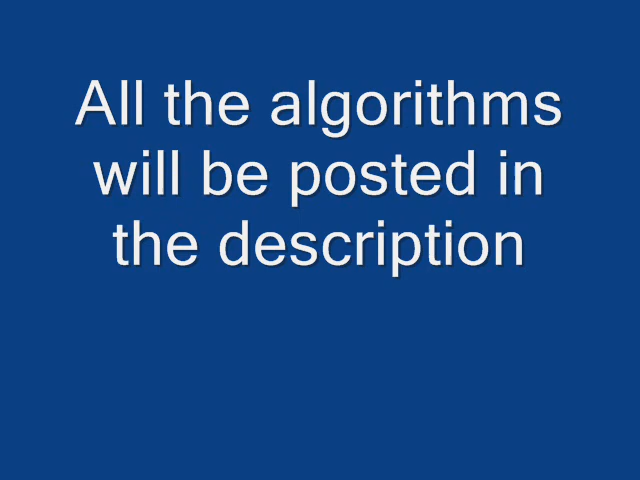 All the algorithms
will be posted in
the description